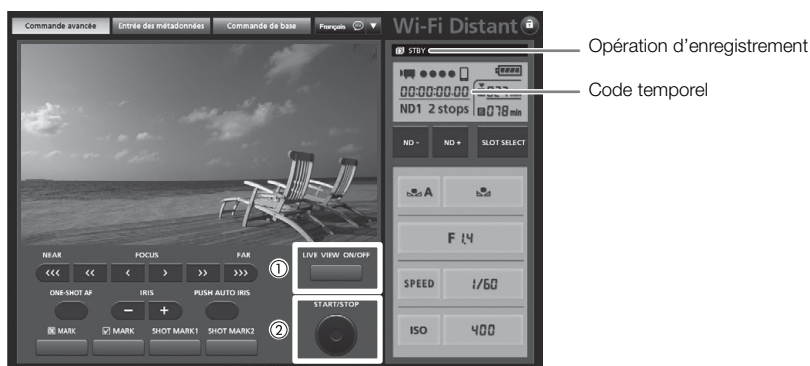 Commande avancée Entrée des métadonnées Commande de base Français Wi-Fi Distant
STBY Opération d'enregistrement
00:00:00.00 Code temporel
ND1 2 stops 078 min
ND - ND + SLOT SELECT
A
F 1.4
NEAR FOCUS FAR
① LIVE VIEW ON/OFF
<<< << < > >> >>>
SPEED 1/60
ONE-SHOT AF IRIS PUSH AUTO IRIS
− +
② START/STOP
MARK MARK SHOT MARK1 SHOT MARK2
ISO 400